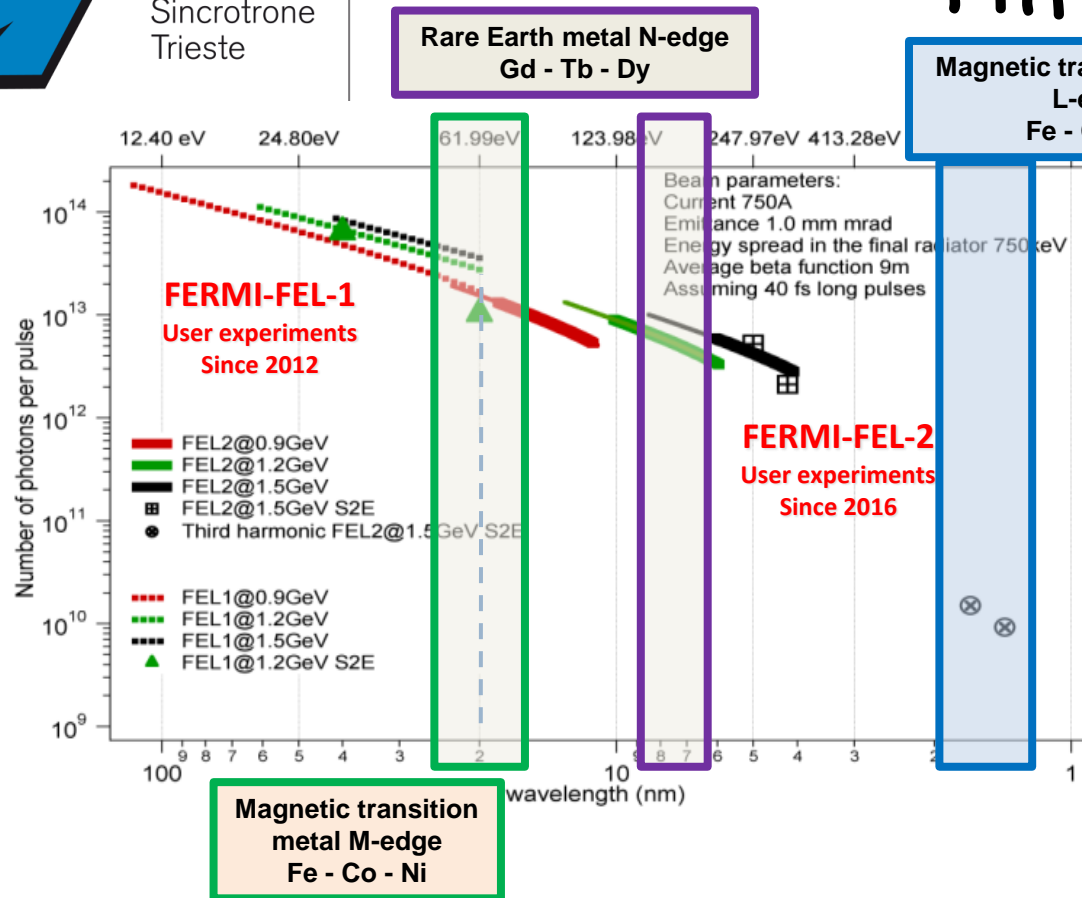 Sincrotrone
Trieste
Rare Earth metal N-edge
Gd - Tb - Dy
Magnetic
Fe -
12.40 eV 24.80eV 61.99eV 123.98eV 247.97eV 413.28eV
Beam parameters:
Current 750A
Emittance 1.0 mm mrad
Energy spread in the final radiator 750keV
Average beta function 9m
Assuming 40 fs long pulses
FERMI-FEL-1
User experiments
Since 2012
FERMI-FEL-2
User experiments
Since 2016
Number of photons per pulse
10^14
10^13
10^12
10^11
10^10
10^9
FEL2@0.9GeV
FEL2@1.2GeV
FEL2@1.5GeV
FEL2@1.5GeV S2E
Third harmonic FEL2@1.5GeV S2E
FEL1@0.9GeV
FEL1@1.2GeV
FEL1@1.5GeV
FEL1@1.2GeV S2E
100 9 8 7 6 5 4 3 2 10 9 8 7 6 5 4 3 2 1
wavelength (nm)
Magnetic transition
metal M-edge
Fe - Co - Ni